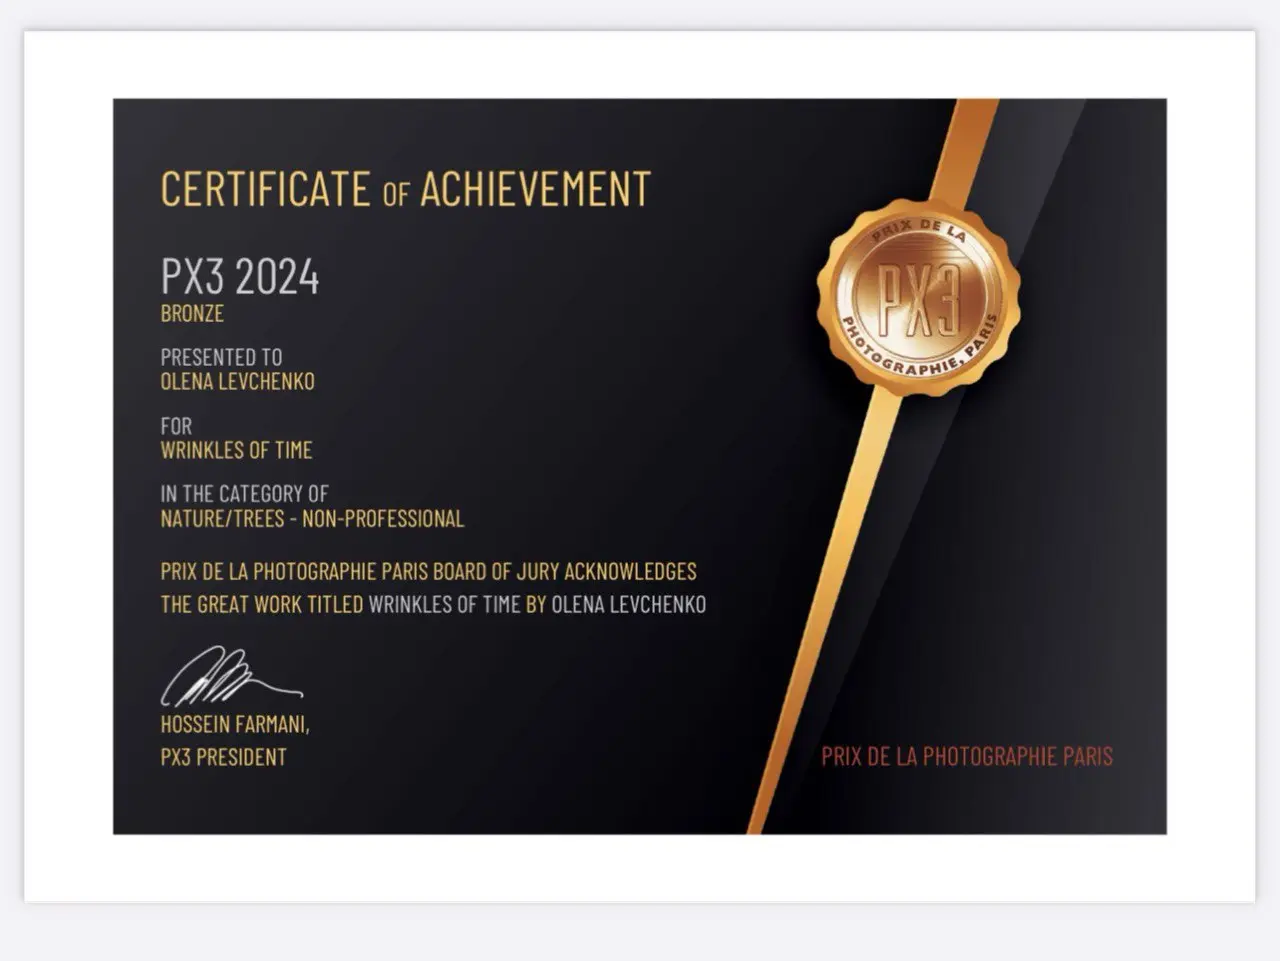 CERTIFICATE OF ACHIEVEMENT
PX3 2024
BRONZE
PRESENTED TO
OLENA LEVCHENKO
FOR
WRINKLES OF TIME
IN THE CATEGORY OF
NATURE/TREES - NON-PROFESSIONAL
PRIX DE LA PHOTOGRAPHIE PARIS BOARD OF JURY ACKNOWLEDGES
THE GREAT WORK TITLED WRINKLES OF TIME BY OLENA LEVCHENKO
HOSSEIN FARMANI,
PX3 PRESIDENT
PRIX DE LA
PX3
PHOTOGRAPHIE, PARIS
PRIX DE LA PHOTOGRAPHIE PARIS